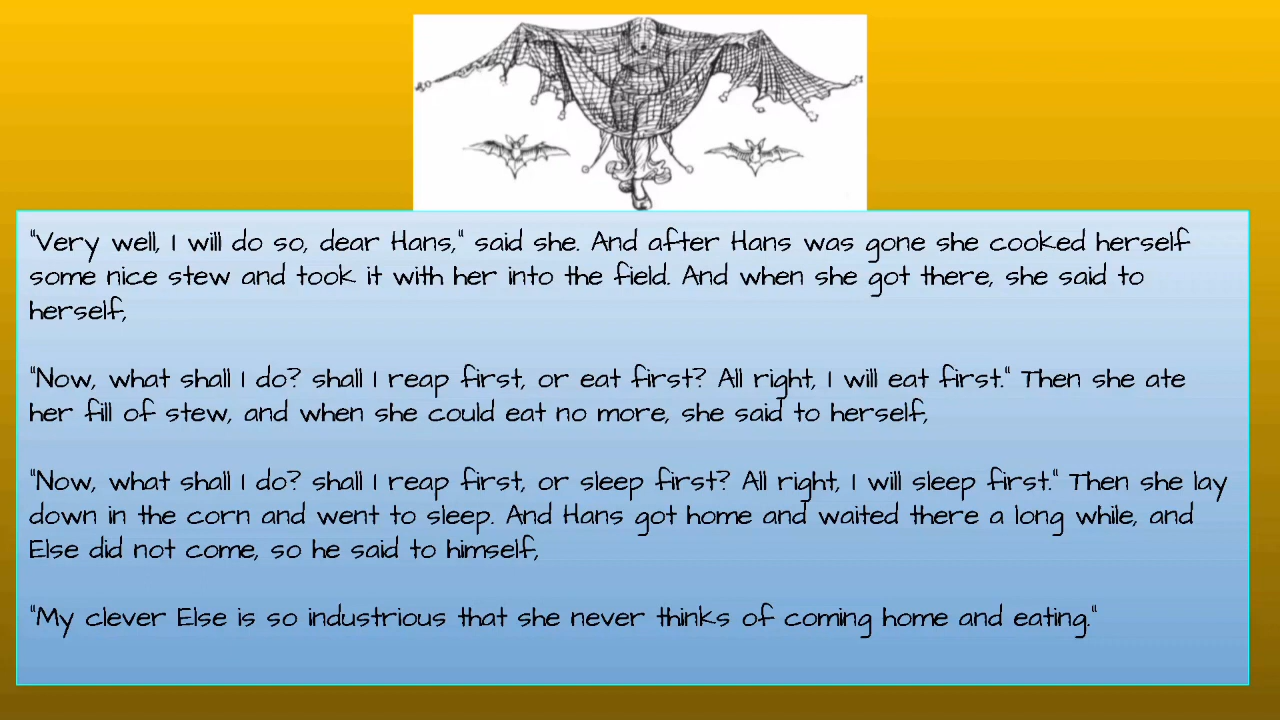 "Very well, I will do so, dear Hans," said she. And after Hans was gone she cooked herself
some nice stew and took it with her into the field. And when she got there, she said to
herself,
"Now, what shall I do? shall I reap first, or eat first? All right, I will eat first." Then she ate
her fill of stew, and when she could eat no more, she said to herself,
"Now, what shall I do? shall I reap first, or sleep first? All right, I will sleep first." Then she lay
down in the corn and went to sleep. And Hans got home and waited there a long while, and
Else did not come, so he said to himself,
"My clever Else is so industrious that she never thinks of coming home and eating."